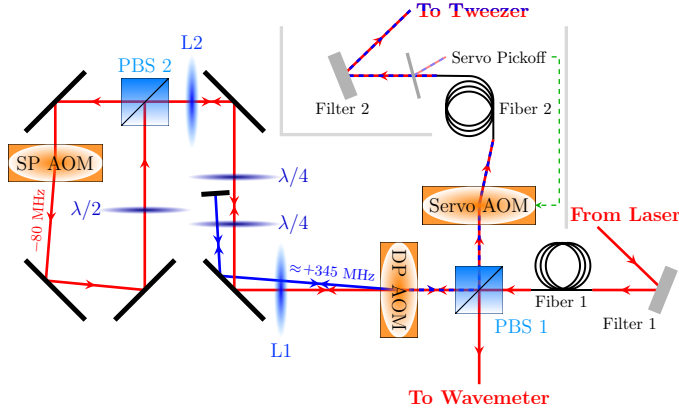 To Tweezer
L2
Servo Pickoff
PBS 2
Filter 2
Fiber 2
SP AOM
λ/4
λ/2
Servo AOM
λ/4
From Laser
−80 MHz
≈+345 MHz
DP AOM
Fiber 1
Filter 1
PBS 1
L1
To Wavemeter